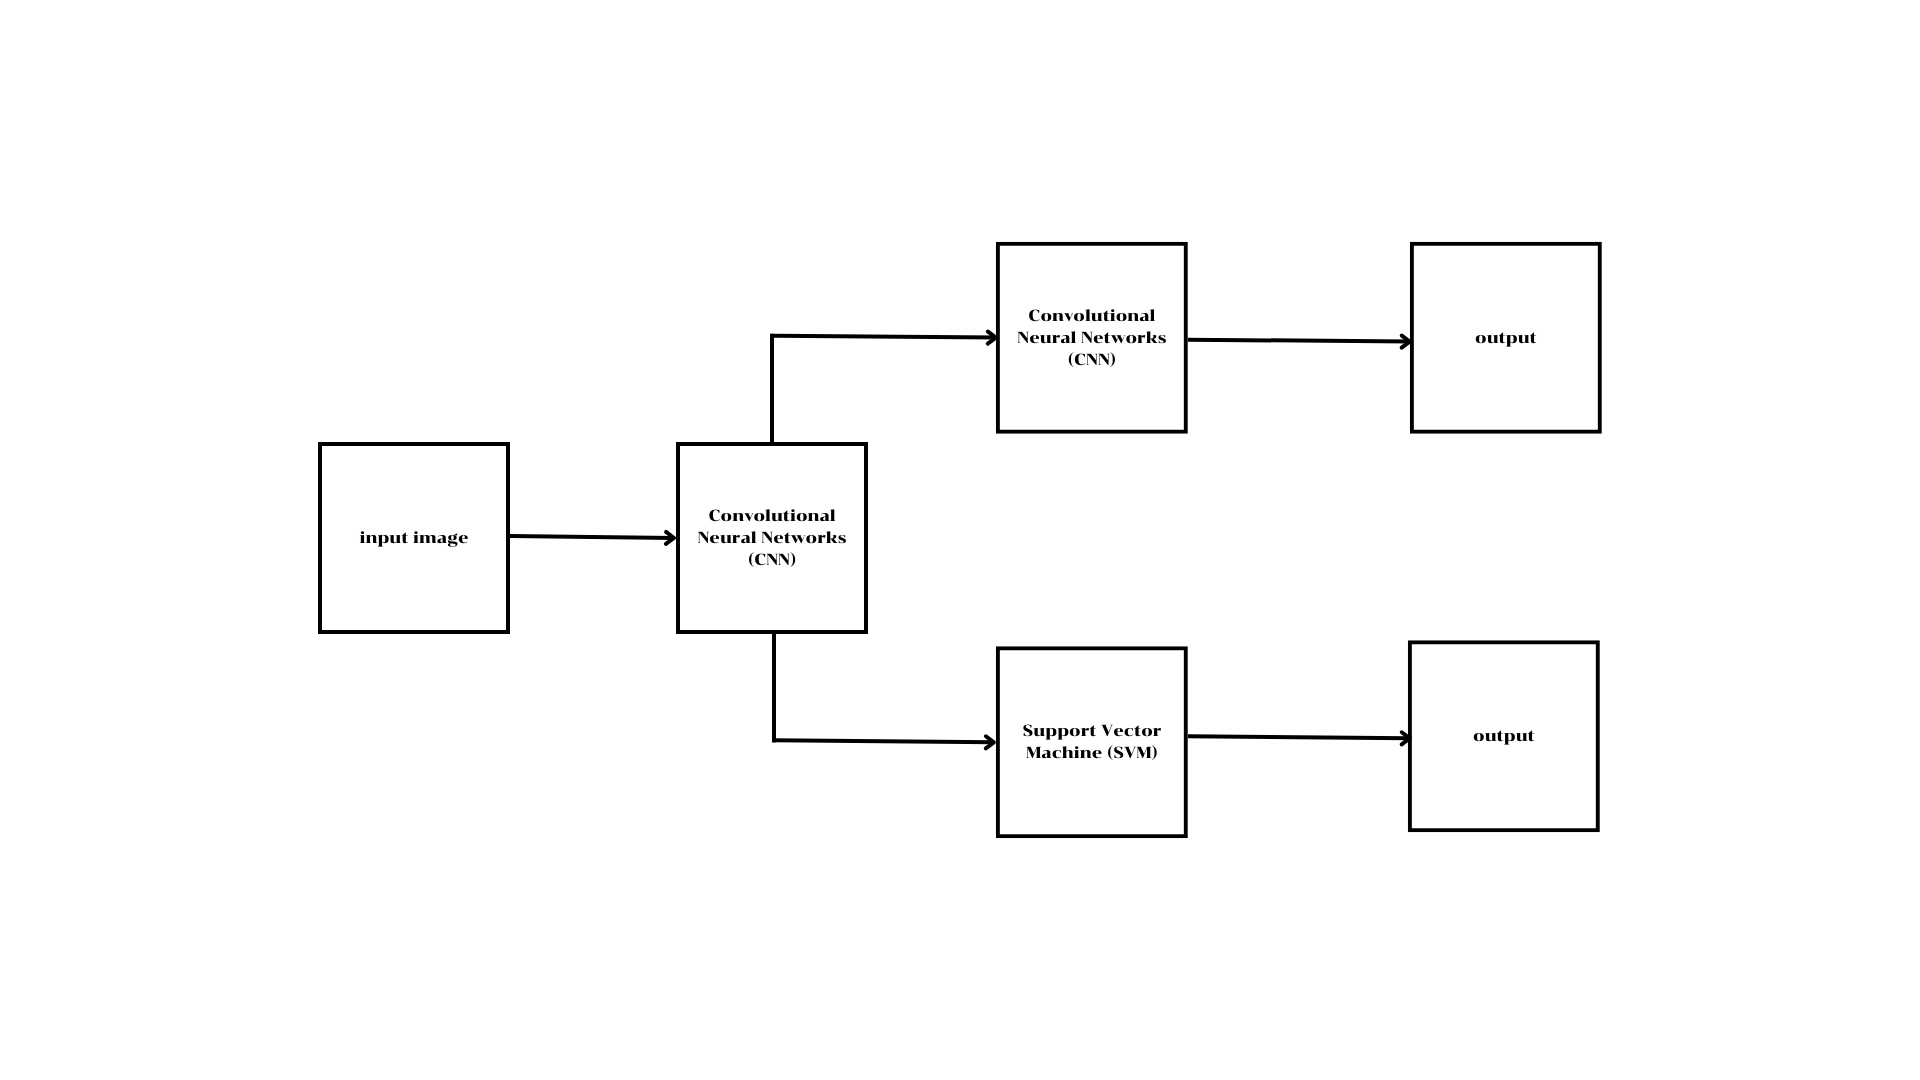 input image
Convolutional
Neural Networks
(CNN)
Convolutional
Neural Networks
(CNN)
output
Support Vector
Machine (SVM)
output